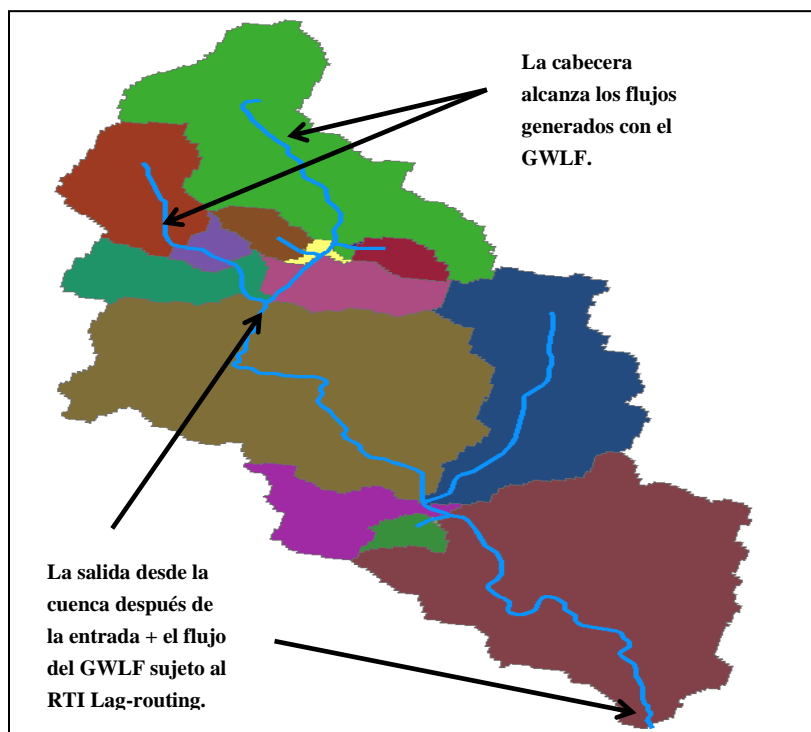 La cabecera
alcanza los flujos
generados con el
GWLF.
La salida desde la
cuenca después de
la entrada + el flujo
del GWLF sujeto al
RTI Lag-routing.